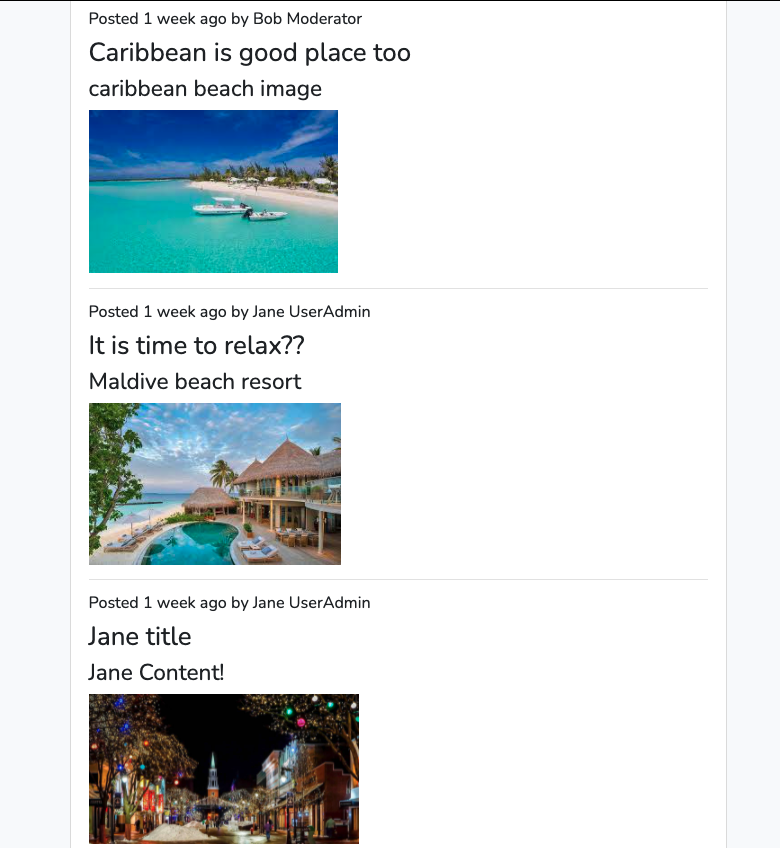 Posted 1 week ago by Bob Moderator
Caribbean is good place too
caribbean beach image
Posted 1 week ago by Jane UserAdmin
It is time to relax??
Maldive beach resort
Posted 1 week ago by Jane UserAdmin
Jane title
Jane Content!